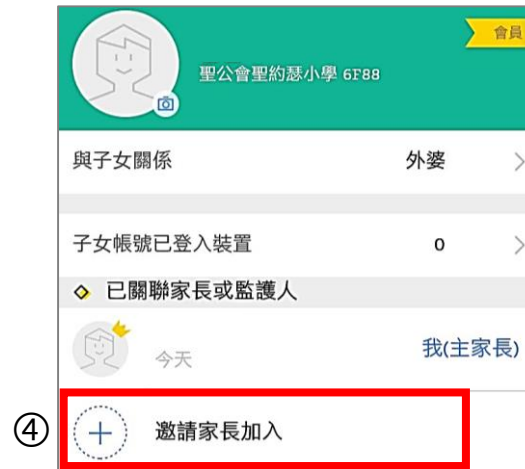 會員
聖公會聖約瑟小學 6F88
與子女關係 外婆
子女帳號已登入裝置 0
已關聯家長或監護人
今天 我(主家長)
④ 邀請家長加入